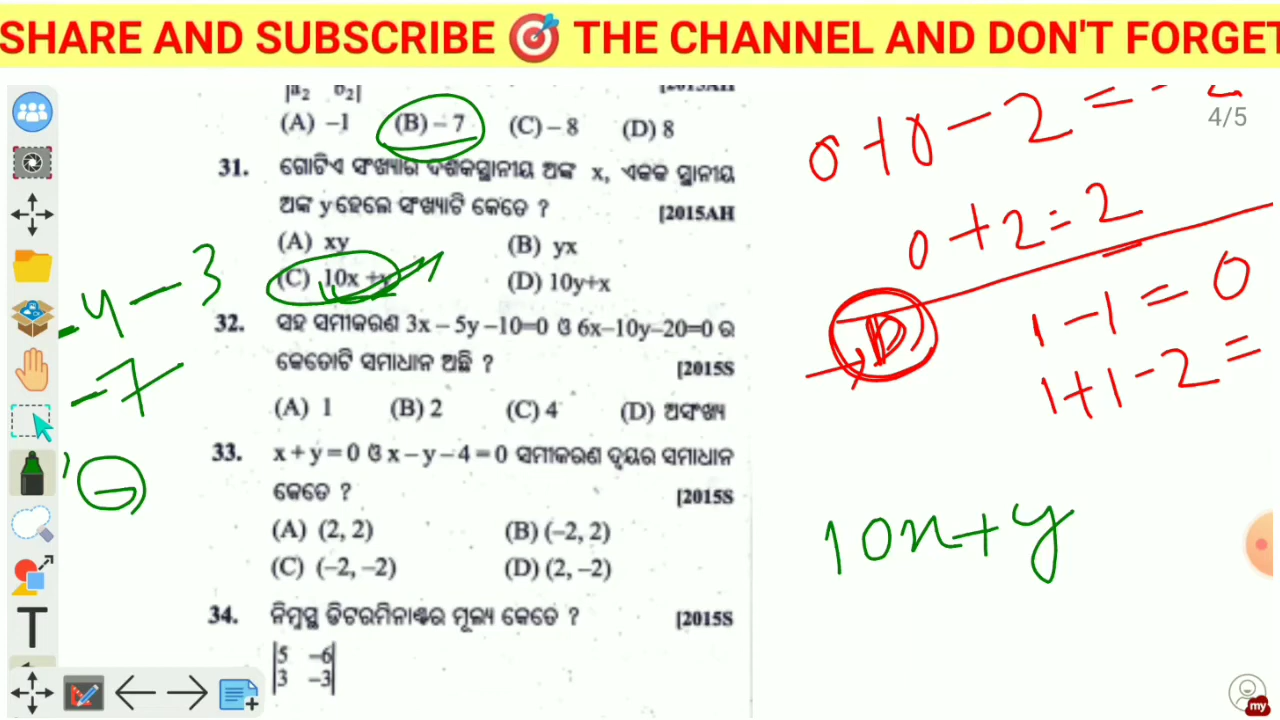 SHARE AND SUBSCRIBE 🎯 THE CHANNEL AND DON'T FORGET
4/5
(A) –1 (B) – 7 (C) – 8 (D) 8
31. ଗୋଟିଏ ସଂଖ୍ୟାର ଦଶକସ୍ଥାନୀୟ ଅଙ୍କ x, ଏକକ ସ୍ଥାନୀୟ
ଅଙ୍କ y ହେଲେ ସଂଖ୍ୟାଟି କେତେ ? [2015AH
(A) xy (B) yx
(C) 10x +y (D) 10y+x
32. ସହ ସମୀକରଣ 3x – 5y –10=0 ଓ 6x–10y–20=0 ର
କେତୋଟି ସମାଧାନ ଅଛି ? [2015S
(A) 1 (B) 2 (C) 4 (D) ଅସଂଖ୍ୟ
33. x + y = 0 ଓ x – y – 4 = 0 ସମୀକରଣ ଦ୍ୱୟର ସମାଧାନ
କେତେ ? [2015S
(A) (2, 2) (B) (–2, 2)
(C) (–2, –2) (D) (2, –2)
34. ନିମ୍ନସ୍ଥ ଡିଟରମିନାଣ୍ଟର ମୂଲ୍ୟ କେତେ ? [2015S
|5 –6|
|3 –3|
-4 – 3
-7
0+0–2=-2
0+2=2
D
1–1=0
1+1–2=
10x+y
T
my